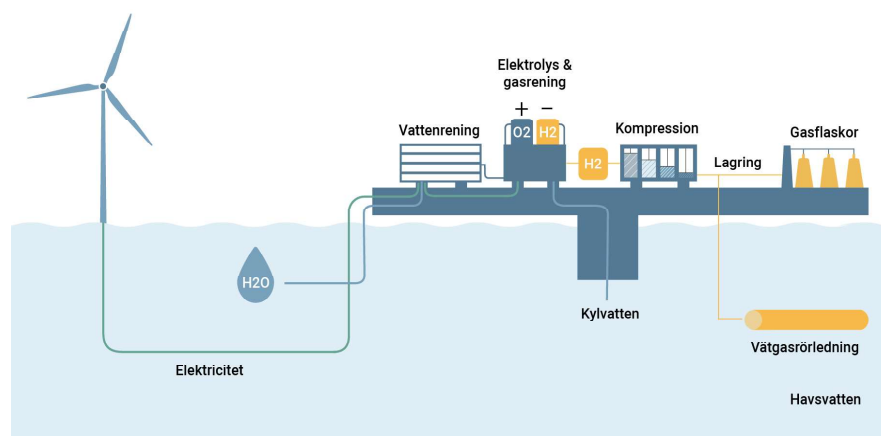 Elektrolys &
gasrening
+ −
Vattenrening
O2
H2
Kompression
Gasflaskor
H2
Lagring
H2O
Kylvatten
Vätgasrörledning
Elektricitet
Havsvatten